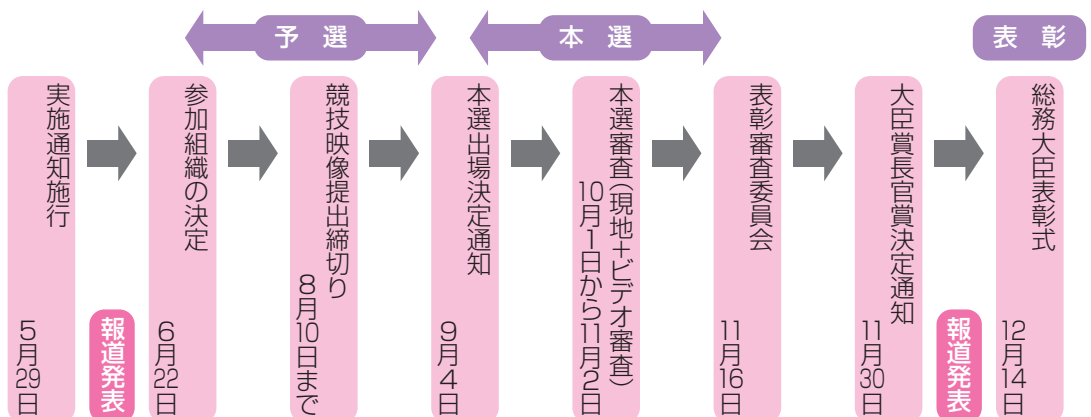 予選
本選
表彰
実施通知施行
5月29日
報道発表
参加組織の決定
6月22日
競技映像提出締切り
8月10日まで
本選出場決定通知
9月4日
本選審査（現地＋ビデオ審査）
10月1日から11月2日
表彰審査委員会
11月16日
大臣賞長官賞決定通知
11月30日
報道発表
総務大臣表彰式
12月14日